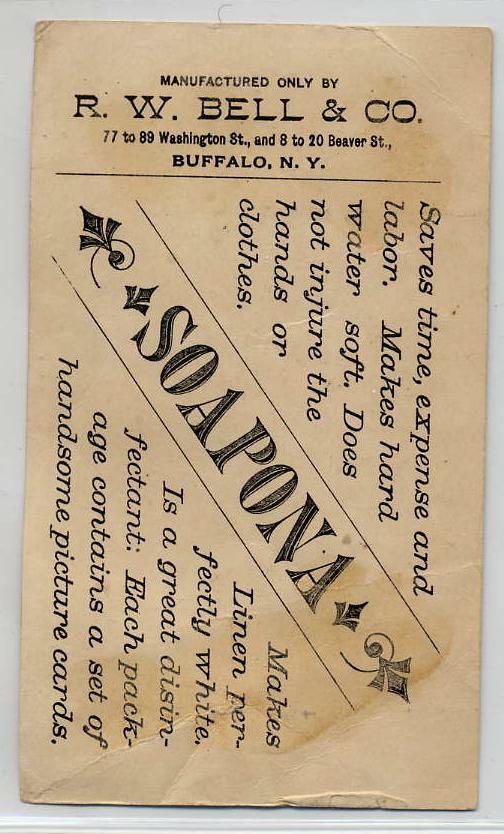 MANUFACTURED ONLY BY
R. W. BELL & CO.
77 to 89 Washington St., and 8 to 20 Beaver St.,
BUFFALO, N. Y.
Saves time, expense and
labor. Makes hard
water soft. Does
not injure the
hands or
clothes.
SOAPONA
Makes
Linen per-
fectly white.
Is a great disin-
fectant: Each pack-
age contains a set of
handsome picture cards.